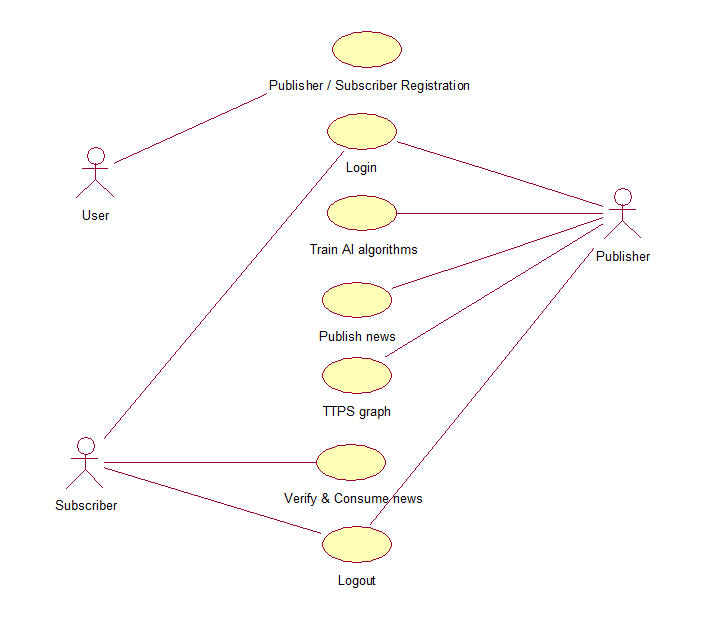 Publisher / Subscriber Registration
Login
User
Train AI algorithms
Publisher
Publish news
TTPS graph
Verify & Consume news
Subscriber
Logout